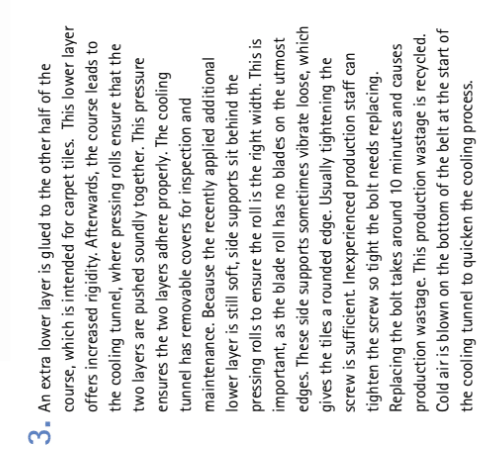 3. An extra lower layer is glued to the other half of the
course, which is intended for carpet tiles. This lower layer
offers increased rigidity. Afterwards, the course leads to
the cooling tunnel, where pressing rolls ensure that the
two layers are pushed soundly together. This pressure
ensures the two layers adhere properly. The cooling
tunnel has removable covers for inspection and
maintenance. Because the recently applied additional
lower layer is still soft, side supports sit behind the
pressing rolls to ensure the roll is the right width. This is
important, as the blade roll has no blades on the utmost
edges. These side supports sometimes vibrate loose, which
gives the tiles a rounded edge. Usually tightening the
screw is sufficient. Inexperienced production staff can
tighten the screw so tight the bolt needs replacing.
Replacing the bolt takes around 10 minutes and causes
production wastage. This production wastage is recycled.
Cold air is blown on the bottom of the belt at the start of
the cooling tunnel to quicken the cooling process.